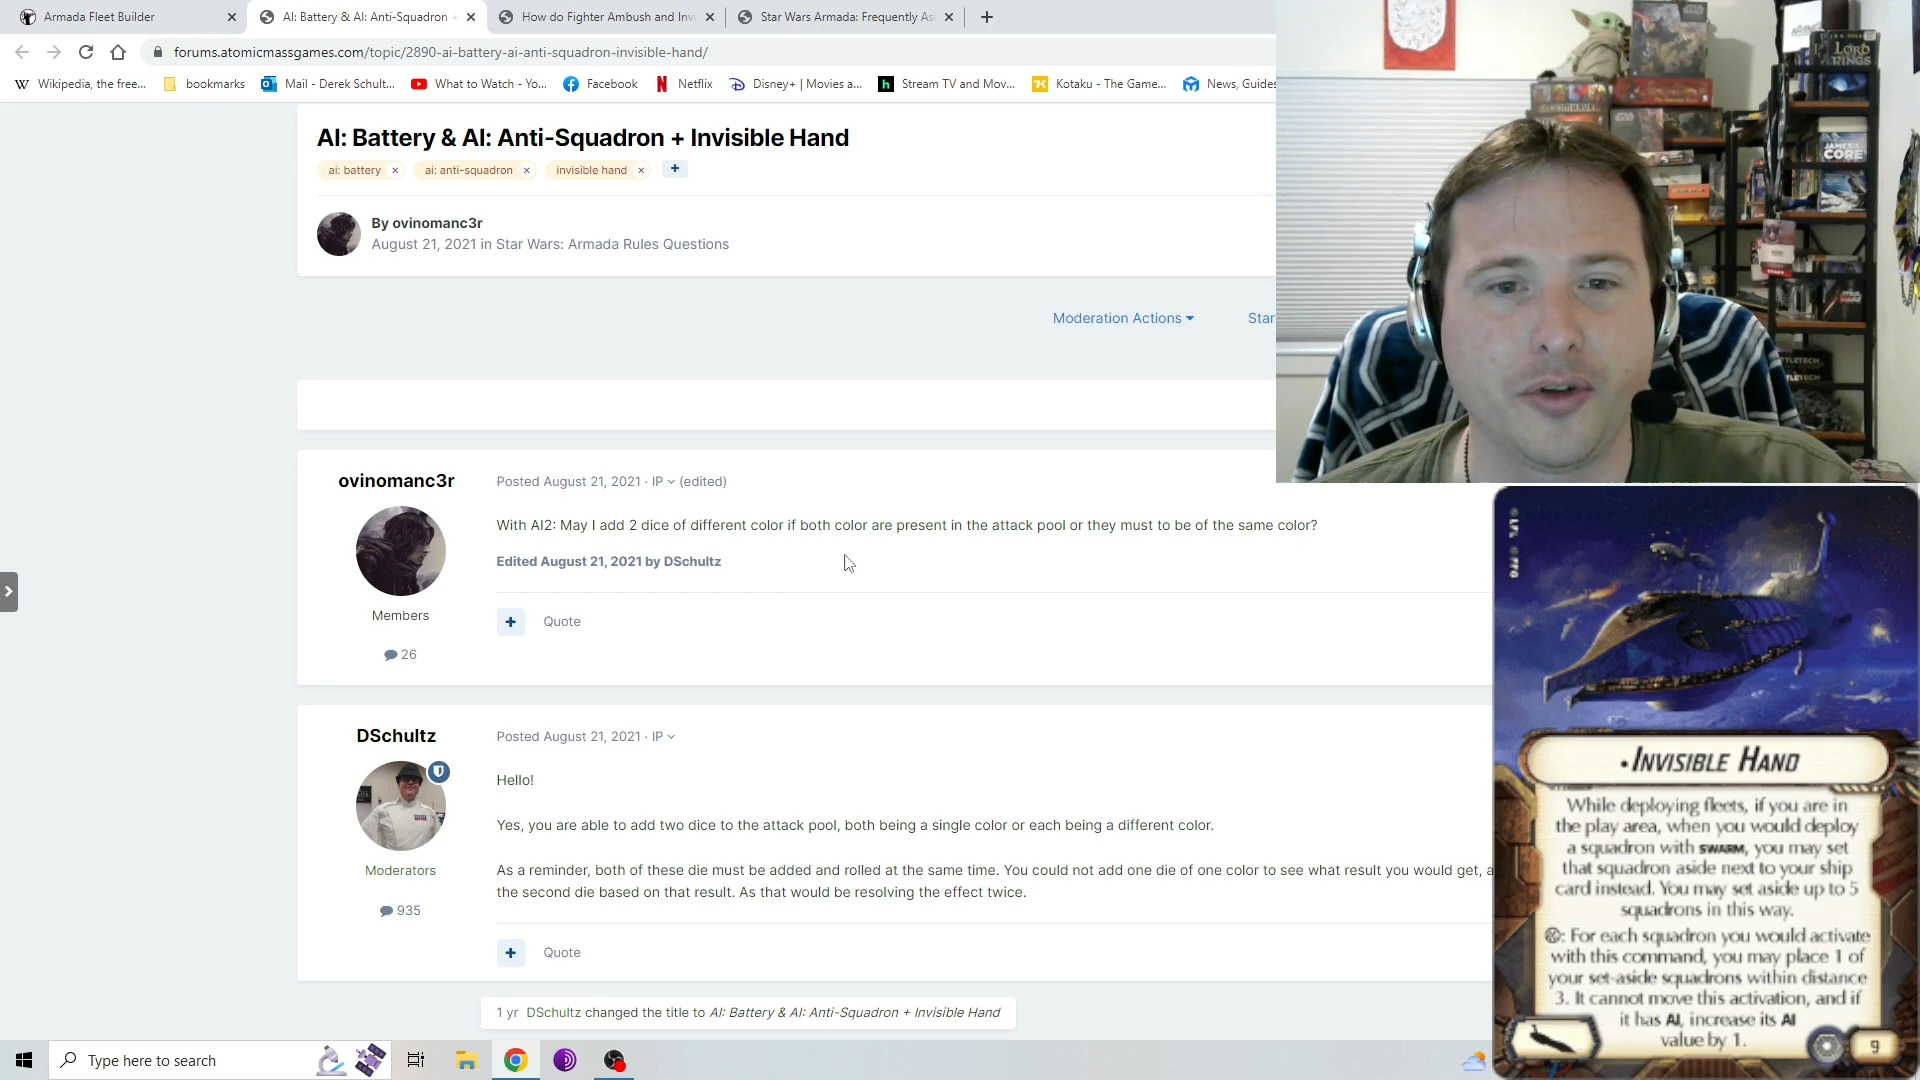 Armada Fleet Builder
AI: Battery & AI: Anti-Squadron +
How do Fighter Ambush and Inv
Star Wars Armada: Frequently As
forums.atomicmassgames.com/topic/2890-ai-battery-ai-anti-squadron-invisible-hand/
Wikipedia, the free...
bookmarks
Mail - Derek Schult...
What to Watch - Yo...
Facebook
Netflix
Disney+ | Movies a...
Stream TV and Mov...
Kotaku - The Game...
News, Guides
AI: Battery & AI: Anti-Squadron + Invisible Hand
ai: battery
ai: anti-squadron
invisible hand
By ovinomanc3r
August 21, 2021 in Star Wars: Armada Rules Questions
Moderation Actions
Star
ovinomanc3r
Members
26
Posted August 21, 2021 · IP (edited)
With AI2: May I add 2 dice of different color if both color are present in the attack pool or they must to be of the same color?
Edited August 21, 2021 by DSchultz
Quote
DSchultz
Moderators
935
Posted August 21, 2021 · IP
Hello!
Yes, you are able to add two dice to the attack pool, both being a single color or each being a different color.
As a reminder, both of these die must be added and rolled at the same time. You could not add one die of one color to see what result you would get, a
the second die based on that result. As that would be resolving the effect twice.
Quote
1 yr DSchultz changed the title to AI: Battery & AI: Anti-Squadron + Invisible Hand
Type here to search
LORD
RINGS
CORE
LFL
FFG
•INVISIBLE HAND
While deploying fleets, if you are in
the play area, when you would deploy
a squadron with SWARM, you may set
that squadron aside next to your ship
card instead. You may set aside up to 5
squadrons in this way.
: For each squadron you would activate
with this command, you may place 1 of
your set-aside squadrons within distance
3. It cannot move this activation, and if
it has AI, increase its AI
value by 1.
9